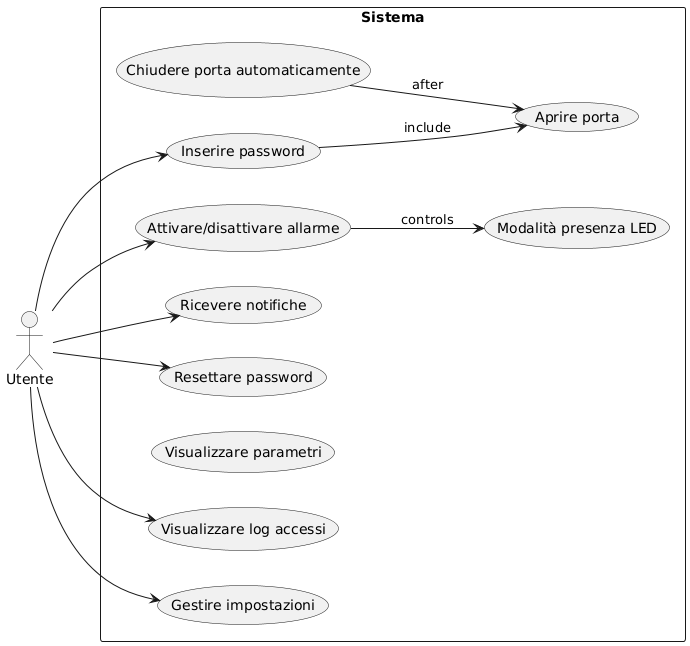 Sistema
Chiudere porta automaticamente
after
Aprire porta
include
Inserire password
Attivare/disattivare allarme
controls
Modalità presenza LED
Ricevere notifiche
Utente
Resettare password
Visualizzare parametri
Visualizzare log accessi
Gestire impostazioni